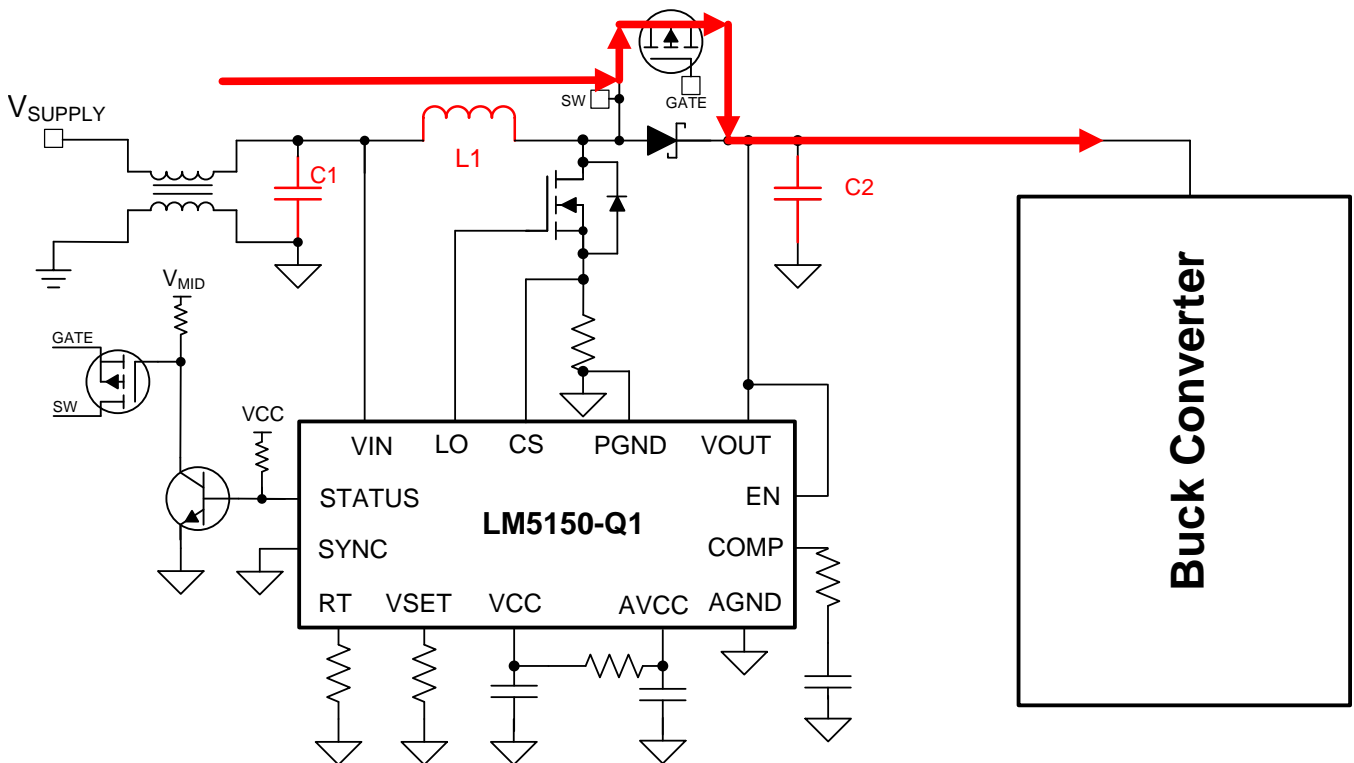 SW
GATE
VSUPPLY
L1
C1
C2
VMID
GATE
SW
VCC
VIN
LO
CS
PGND
VOUT
STATUS
EN
LM5150-Q1
SYNC
COMP
RT
VSET
VCC
AVCC
AGND
Buck Converter